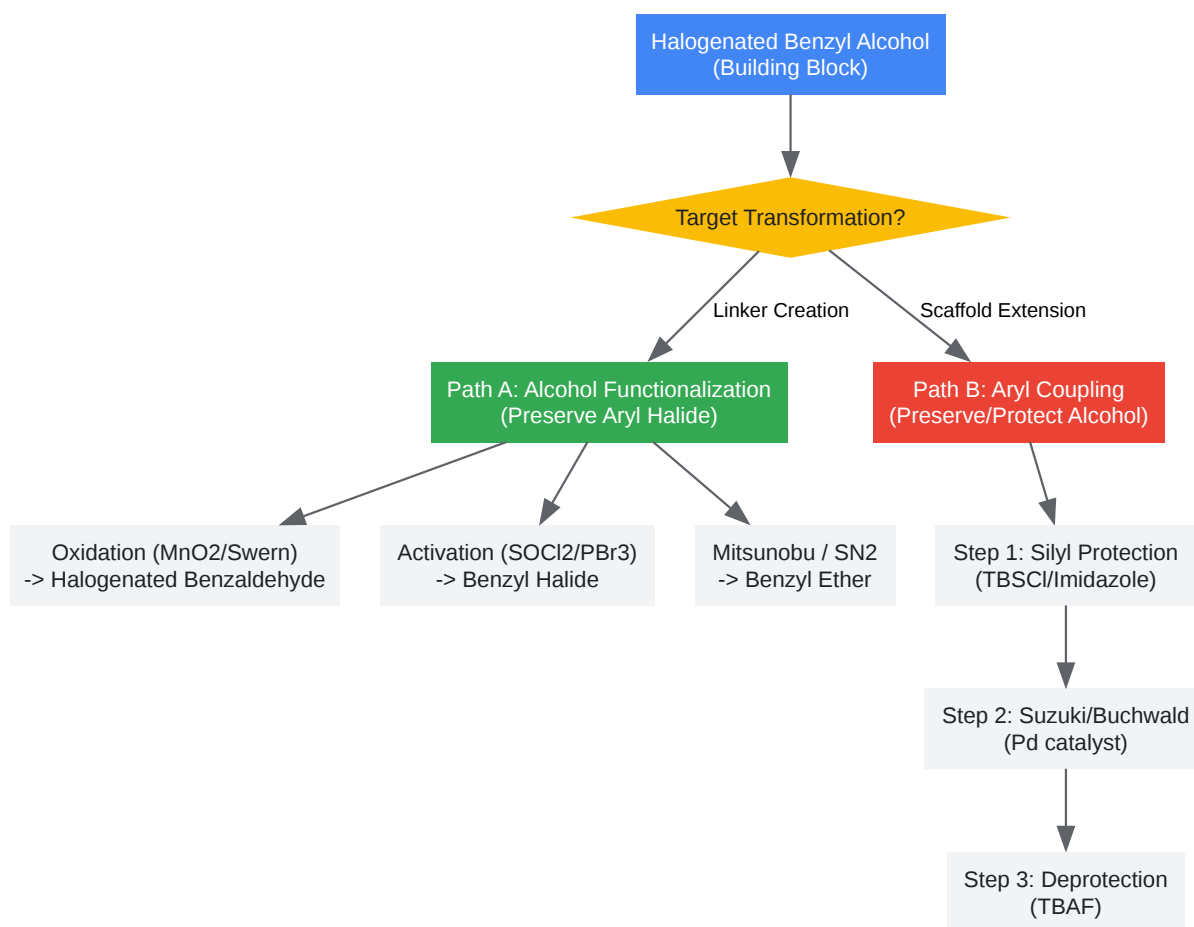 Halogenated Benzyl Alcohol
(Building Block)
Target Transformation?
Linker Creation
Scaffold Extension
Path A: Alcohol Functionalization
(Preserve Aryl Halide)
Path B: Aryl Coupling
(Preserve/Protect Alcohol)
Oxidation (MnO2/Swern)
-> Halogenated Benzaldehyde
Activation (SOCl2/PBr3)
-> Benzyl Halide
Mitsunobu / SN2
-> Benzyl Ether
Step 1: Silyl Protection
(TBSCl/Imidazole)
Step 2: Suzuki/Buchwald
(Pd catalyst)
Step 3: Deprotection
(TBAF)